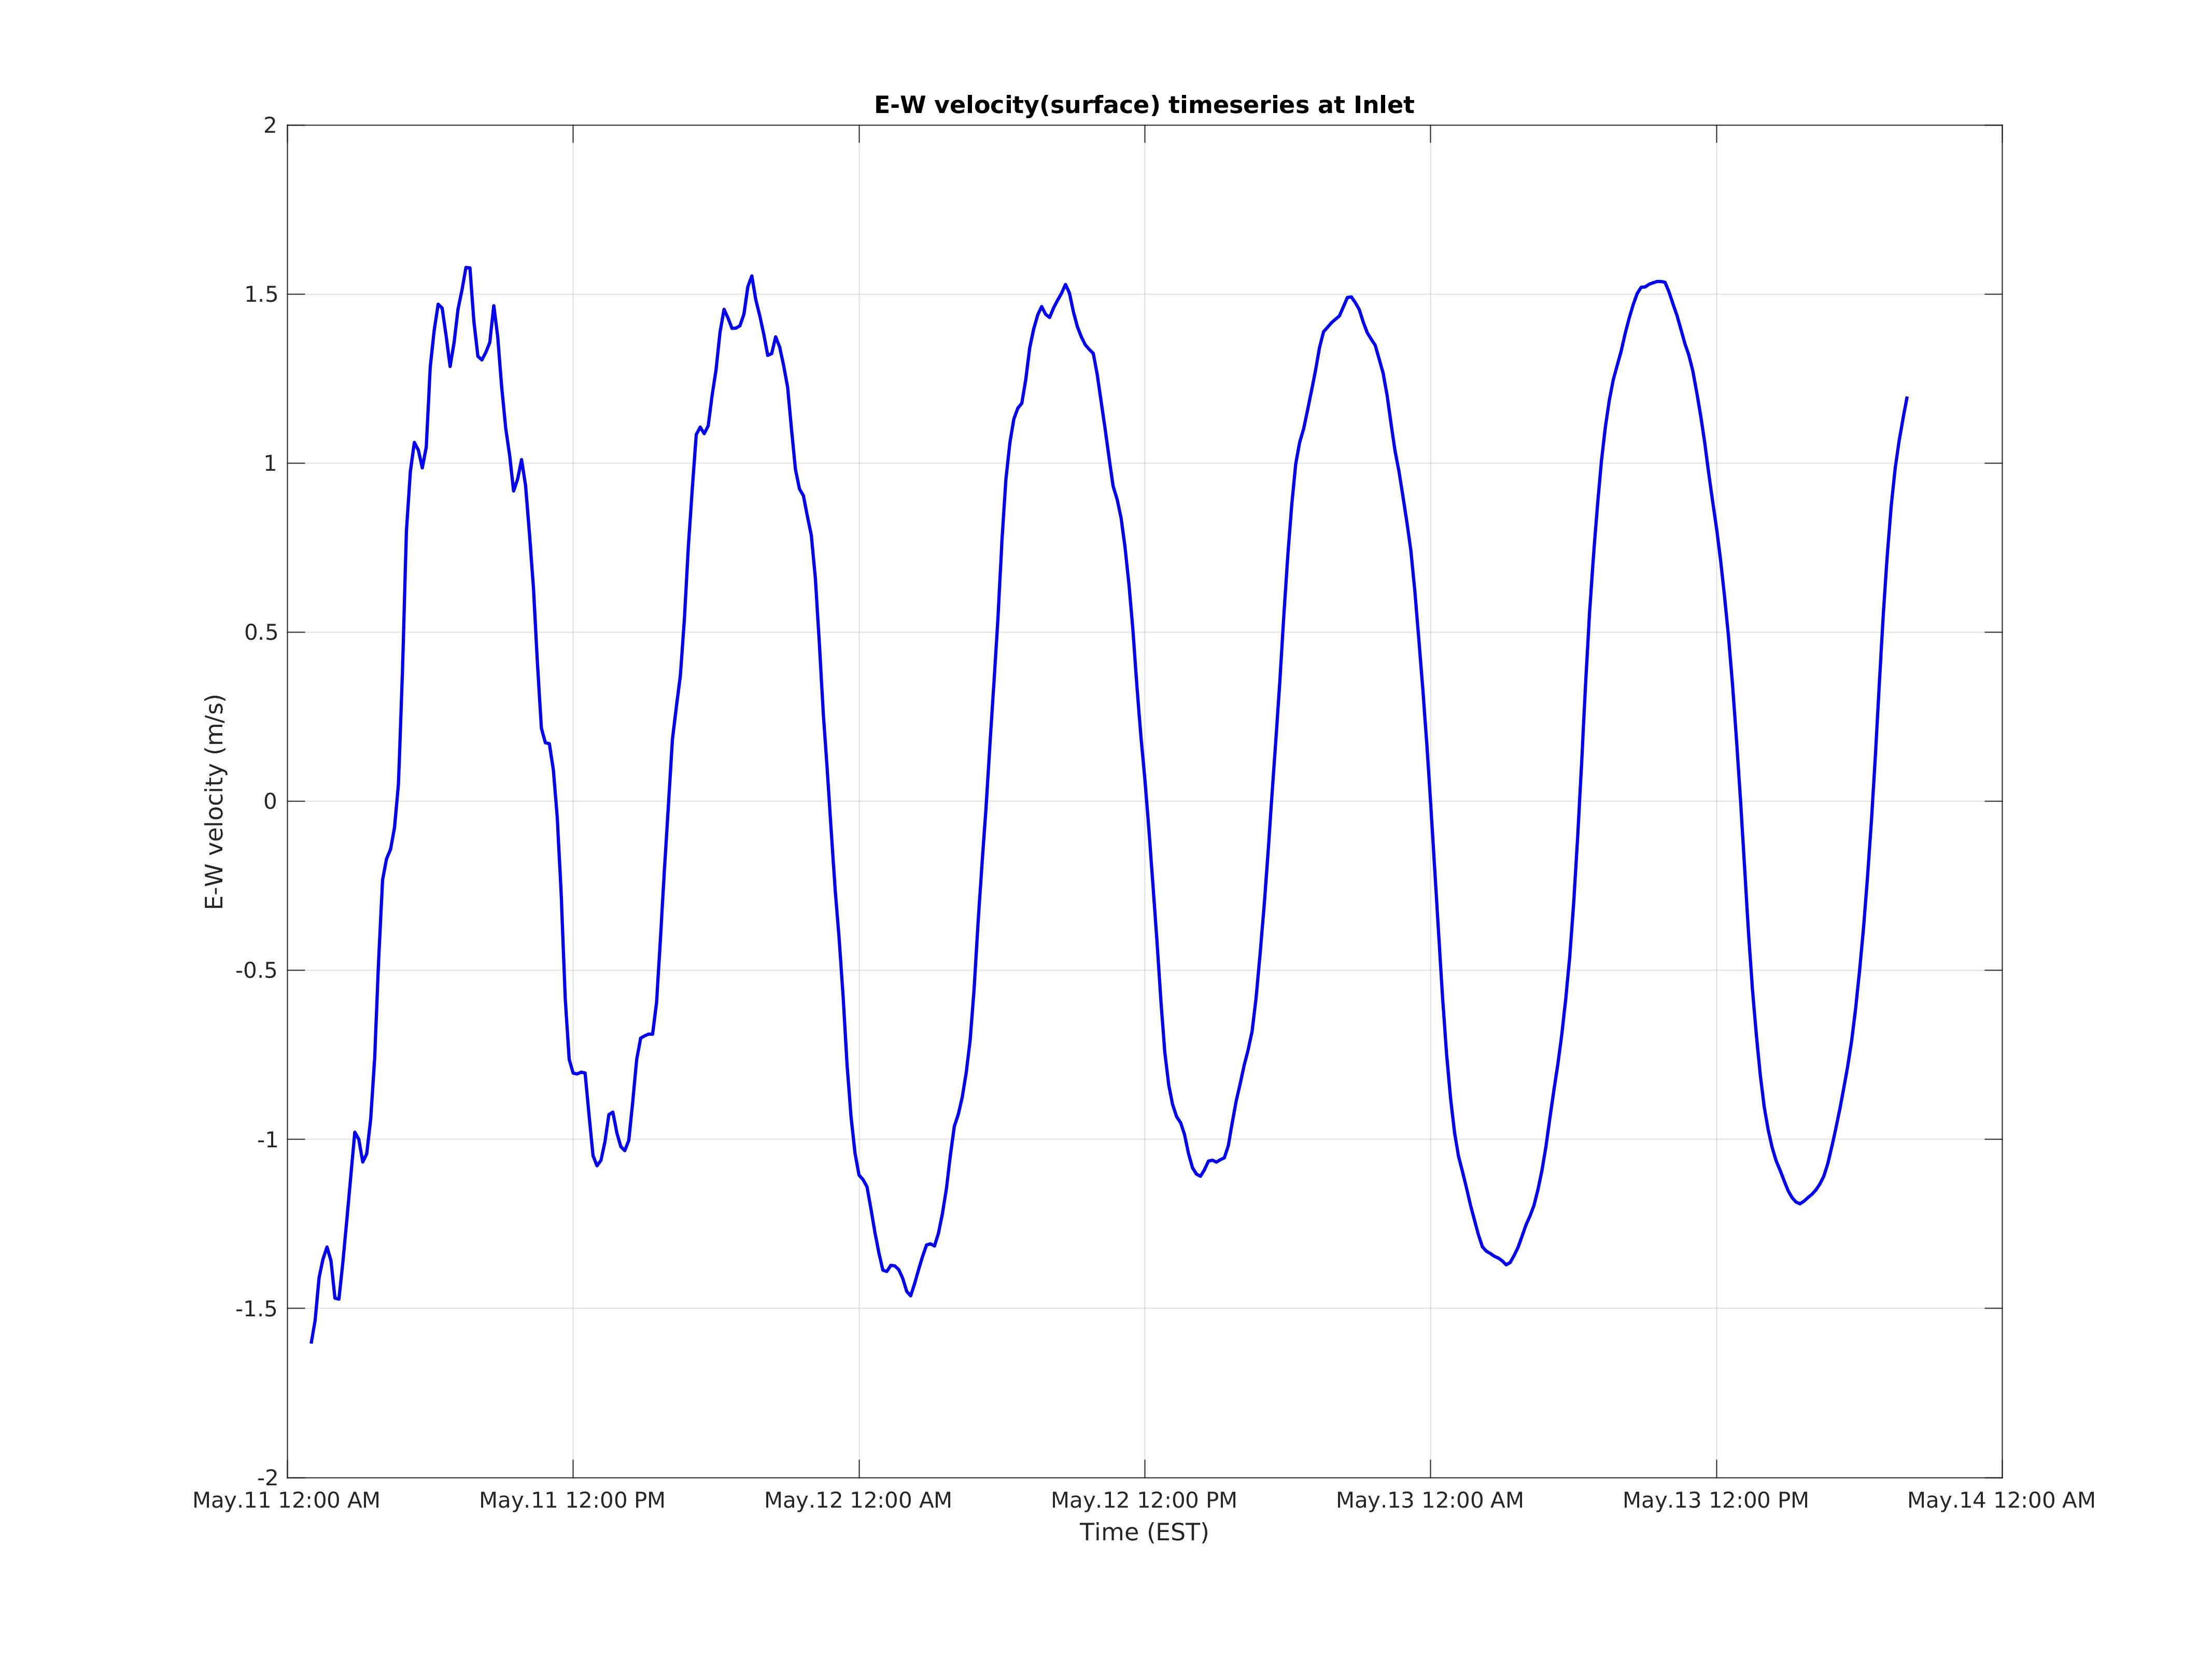 E-W velocity(surface) timeseries at Inlet
2
1.5
1
0.5
0
-0.5
-1
-1.5
-2
E-W velocity (m/s)
May.11 12:00 AM May.11 12:00 PM May.12 12:00 AM May.12 12:00 PM May.13 12:00 AM May.13 12:00 PM May.14 12:00 AM
Time (EST)